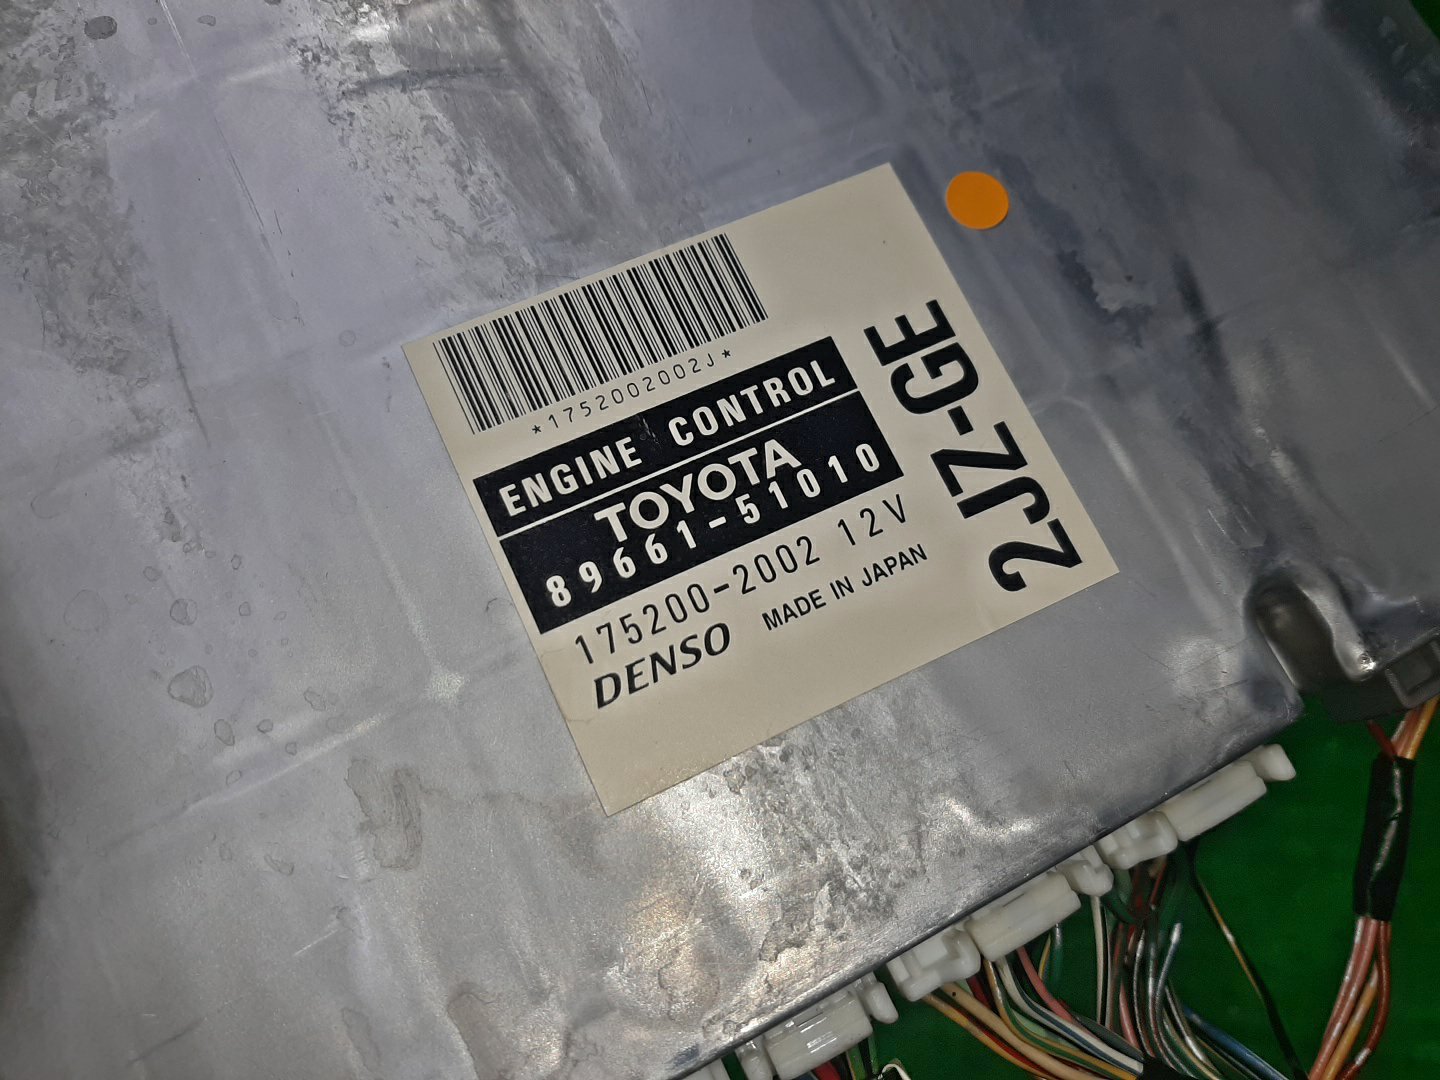 *1752002002J*
ENGINE CONTROL
TOYOTA
89661-51010
175200-2002 12V
DENSO MADE IN JAPAN
2JZ-GE